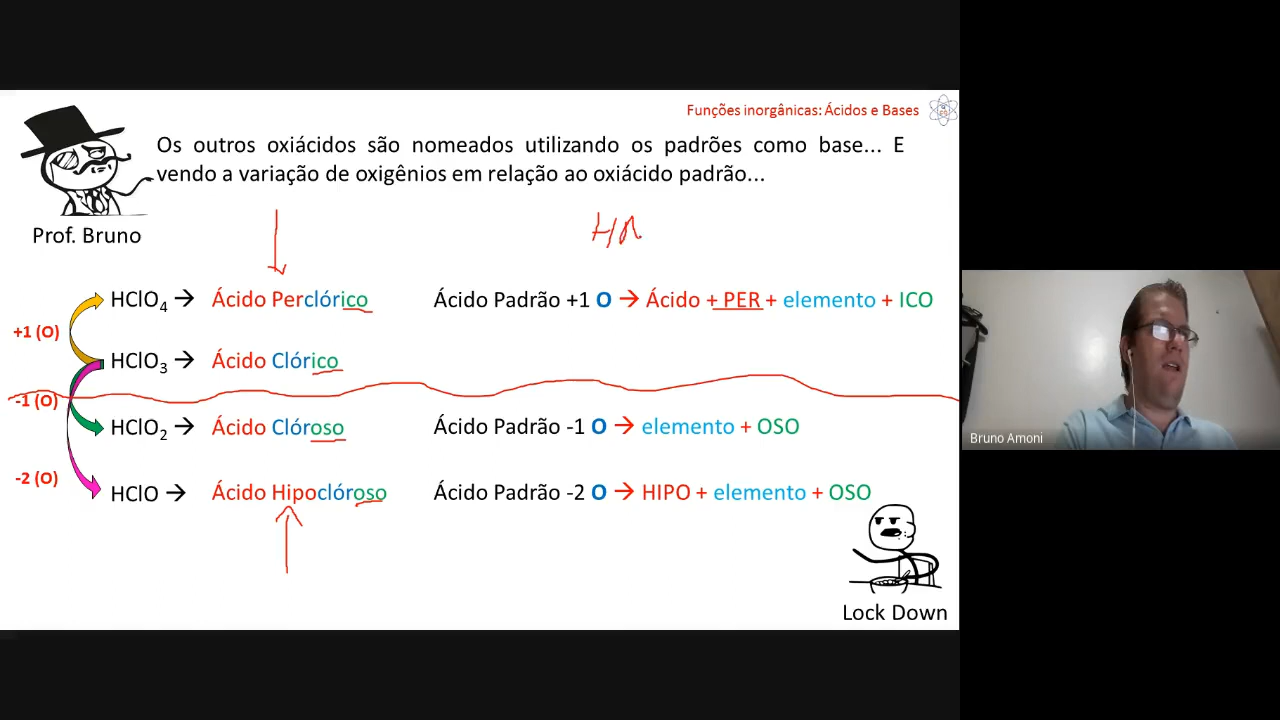 Funções inorgânicas: Ácidos e Bases
Os outros oxiácidos são nomeados utilizando os padrões como base... E
vendo a variação de oxigênios em relação ao oxiácido padrão...
Prof. Bruno
HClO₄ → Ácido Perclórico Ácido Padrão +1 O → Ácido + PER + elemento + ICO
+1 (O)
HClO₃ → Ácido Clórico
-1 (O)
HClO₂ → Ácido Clóroso Ácido Padrão -1 O → elemento + OSO
-2 (O)
HClO → Ácido Hipoclóroso Ácido Padrão -2 O → HIPO + elemento + OSO
Lock Down
Bruno Amoni